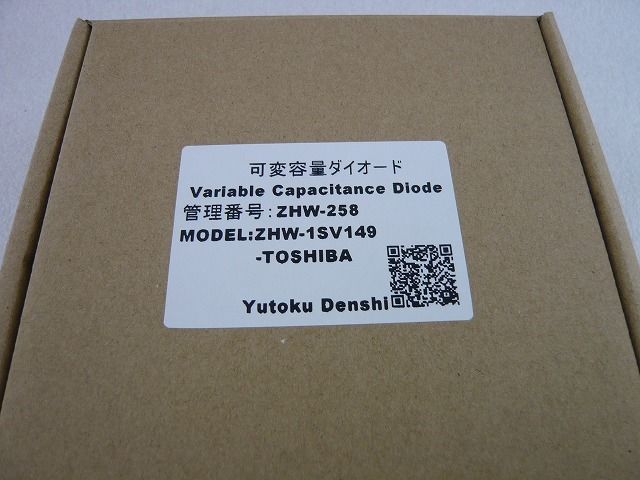 可変容量ダイオード
Variable Capacitance Diode
管理番号:ZHW-258
MODEL:ZHW-1SV149
-TOSHIBA
Yutoku Denshi